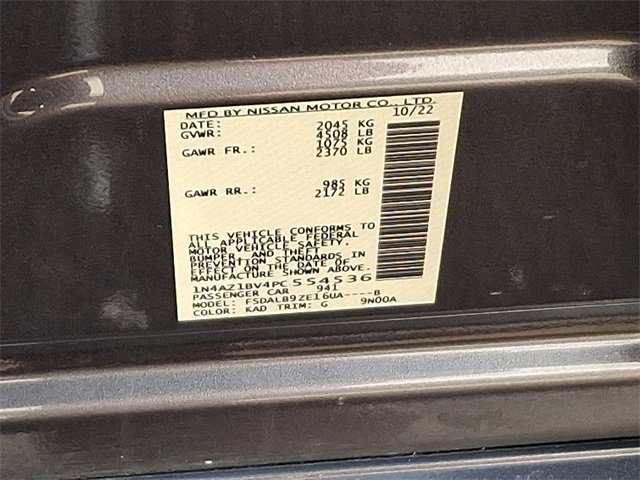 MFD BY NISSAN MOTOR CO., LTD.
DATE: 10/22
GVWR: 2045 KG
4508 LB
GAWR FR.: 1075 KG
2370 LB
GAWR RR.: 985 KG
2172 LB
THIS VEHICLE CONFORMS TO
ALL APPLICABLE FEDERAL
MOTOR VEHICLE SAFETY,
BUMPER, AND THEFT
PREVENTION STANDARDS IN
EFFECT ON THE DATE OF
MANUFACTURE SHOWN ABOVE.
1N4AZ1BV4PC554536
PASSENGER CAR 941
MODEL: FSDALB9ZE16UA----B
COLOR: KAD TRIM: G 9N00A